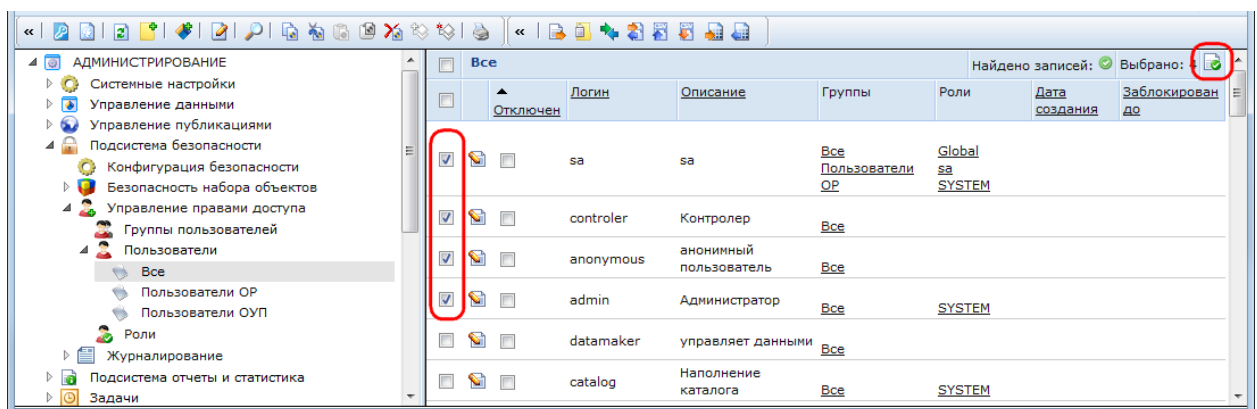 АДМИНИСТРИРОВАНИЕ
Системные настройки
Управление данными
Управление публикациями
Подсистема безопасности
Конфигурация безопасности
Безопасность набора объектов
Управление правами доступа
Группы пользователей
Пользователи
Все
Пользователи ОР
Пользователи ОУП
Роли
Журналирование
Подсистема отчеты и статистика
Задачи
Все Найдено записей: Выбрано: 4
Отключен Логин Описание Группы Роли Дата создания Заблокирован до
sa sa Все Global
Пользователи sa
ОР SYSTEM
controler Контролер Все
anonymous анонимный
пользователь Все
admin Администратор Все SYSTEM
datamaker управляет данными Все
catalog Наполнение
каталога Все SYSTEM